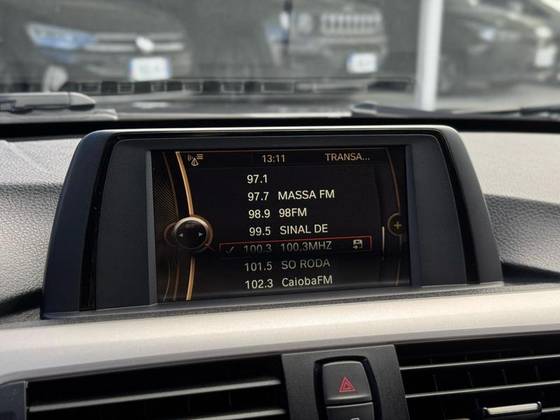 13:11 TRANSA...
97.1
97.7 MASSA FM
98.9 98FM
99.5 SINAL DE
100.3 100.3MHZ
101.5 SO RODA
102.3 CaiobaFM